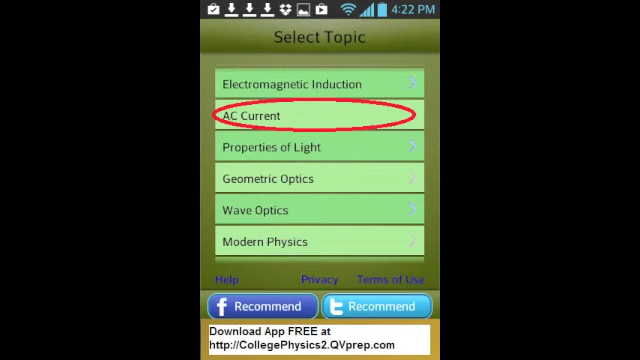 4:22 PM
Select Topic
Electromagnetic Induction
AC Current
Properties of Light
Geometric Optics
Wave Optics
Modern Physics
Help Privacy Terms of Use
f Recommend t Recommend
Download App FREE at
http://CollegePhysics2.QVprep.com